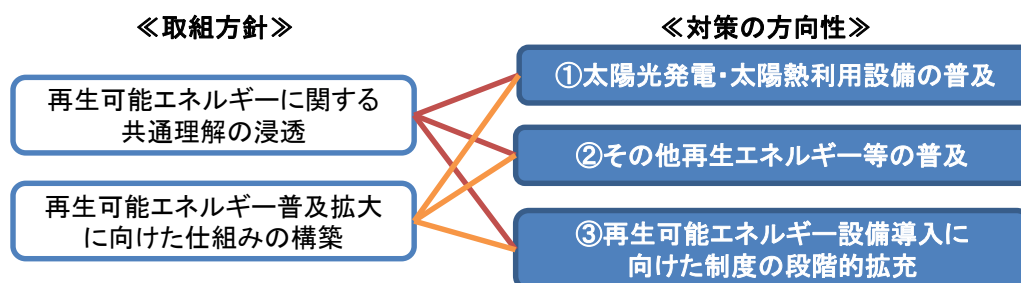 ≪取組方針≫
≪対策の方向性≫
再生可能エネルギーに関する
共通理解の浸透
再生可能エネルギー普及拡大
に向けた仕組みの構築
①太陽光発電・太陽熱利用設備の普及
②その他再生エネルギー等の普及
③再生可能エネルギー設備導入に
向けた制度の段階的拡充